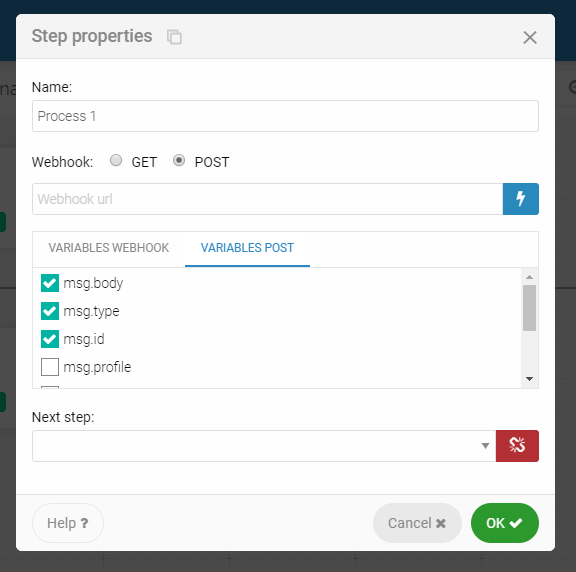 Step properties
na
Name:
Process 1
Webhook: GET POST
Webhook url
VARIABLES WEBHOOK VARIABLES POST
msg.body
msg.type
msg.id
msg.profile
Next step:
Help ?
Cancel
OK